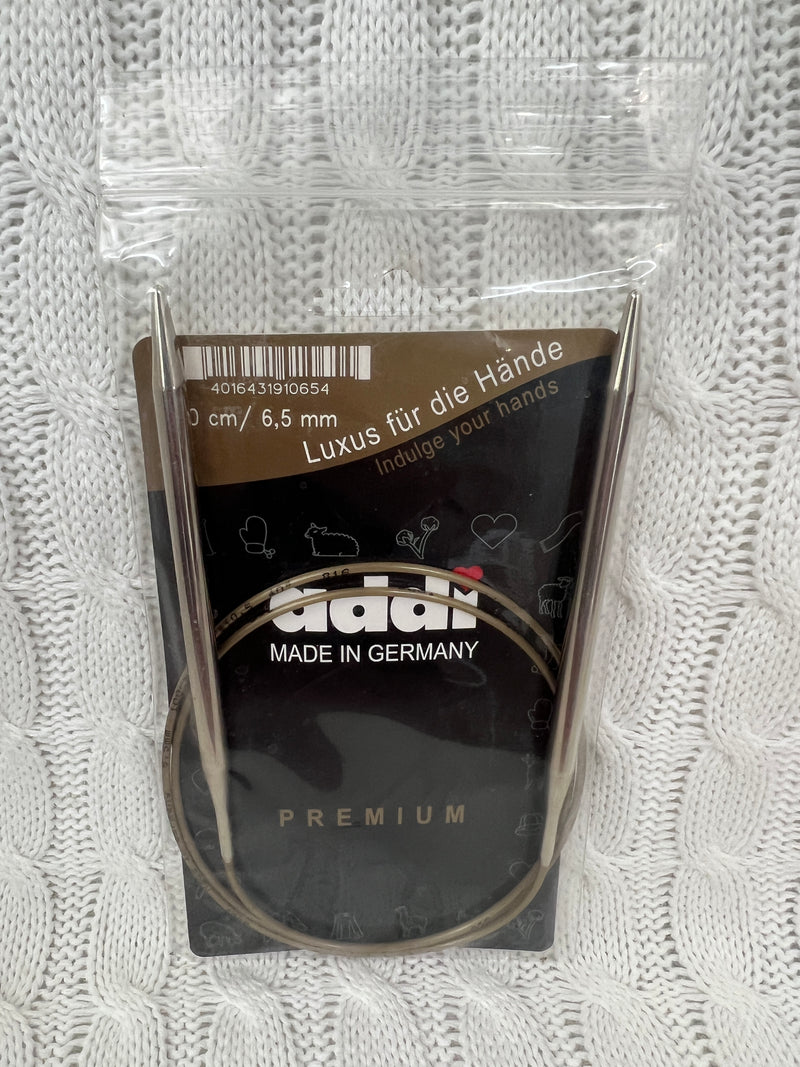 4016431910654
0 cm/ 6,5 mm
Luxus für die Hände
Indulge your hands
addi
MADE IN GERMANY
PREMIUM